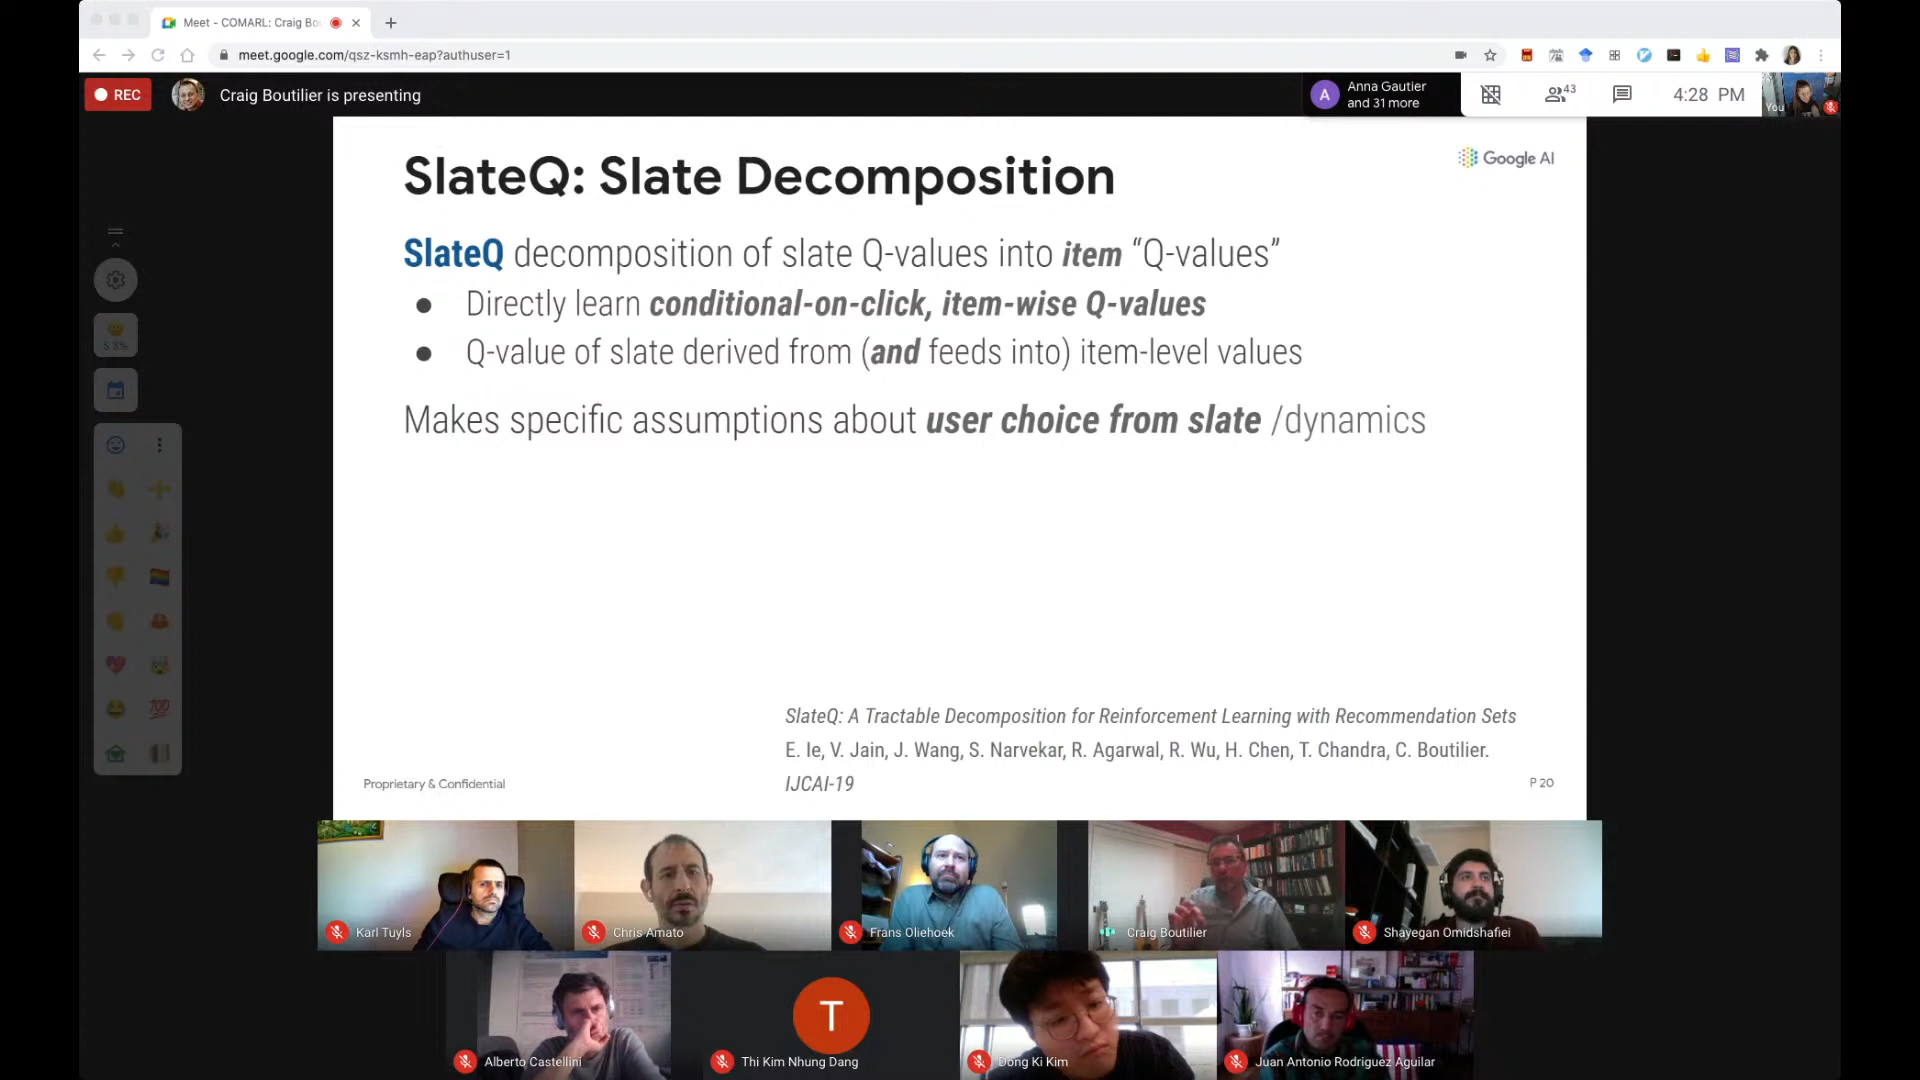 Meet - COMARL: Craig Bo
meet.google.com/qsz-ksmh-eap?authuser=1
REC
Craig Boutilier is presenting
A
Anna Gautier
and 31 more
43
4:28 PM
You
SlateQ: Slate Decomposition
Google AI
SlateQ decomposition of slate Q-values into item “Q-values”
● Directly learn conditional-on-click, item-wise Q-values
● Q-value of slate derived from (and feeds into) item-level values
Makes specific assumptions about user choice from slate /dynamics
SlateQ: A Tractable Decomposition for Reinforcement Learning with Recommendation Sets
E. Ie, V. Jain, J. Wang, S. Narvekar, R. Agarwal, R. Wu, H. Chen, T. Chandra, C. Boutilier.
IJCAI-19
Proprietary & Confidential
P 20
Karl Tuyls
Chris Amato
Frans Oliehoek
Craig Boutilier
Shayegan Omidshafiei
Alberto Castellini
T
Thi Kim Nhung Dang
Dong Ki Kim
Juan Antonio Rodriguez Aguilar